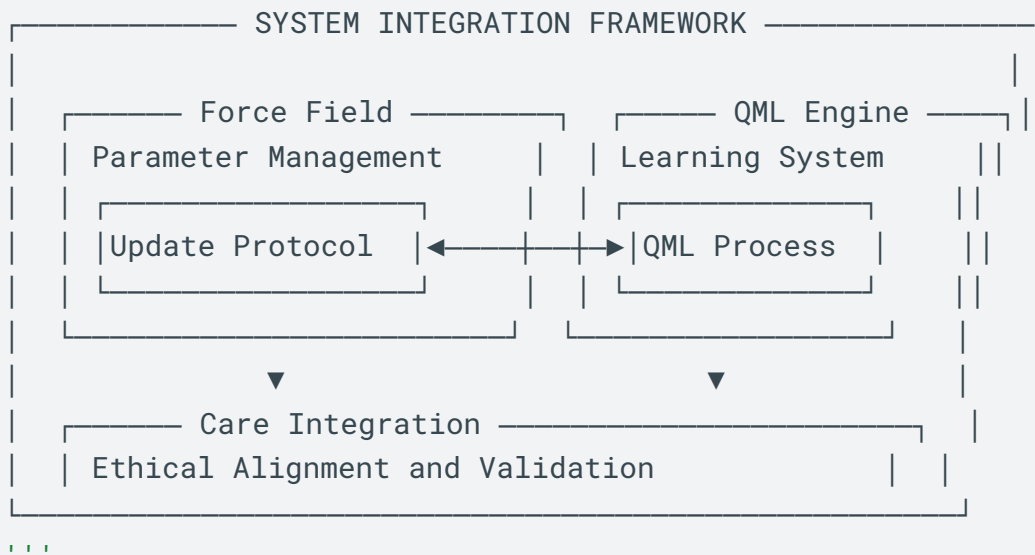 SYSTEM INTEGRATION FRAMEWORK
Force Field QML Engine
Parameter Management Learning System
Update Protocol QML Process
Care Integration
Ethical Alignment and Validation
'''